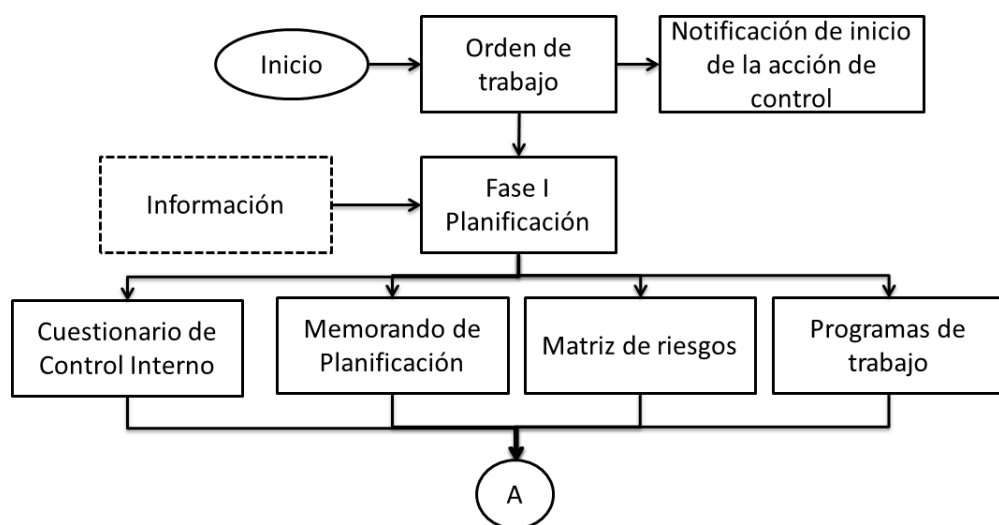 Inicio
Orden de
trabajo
Notificación de inicio
de la acción de
control
Información
Fase I
Planificación
Cuestionario de
Control Interno
Memorando de
Planificación
Matriz de riesgos
Programas de
trabajo
A